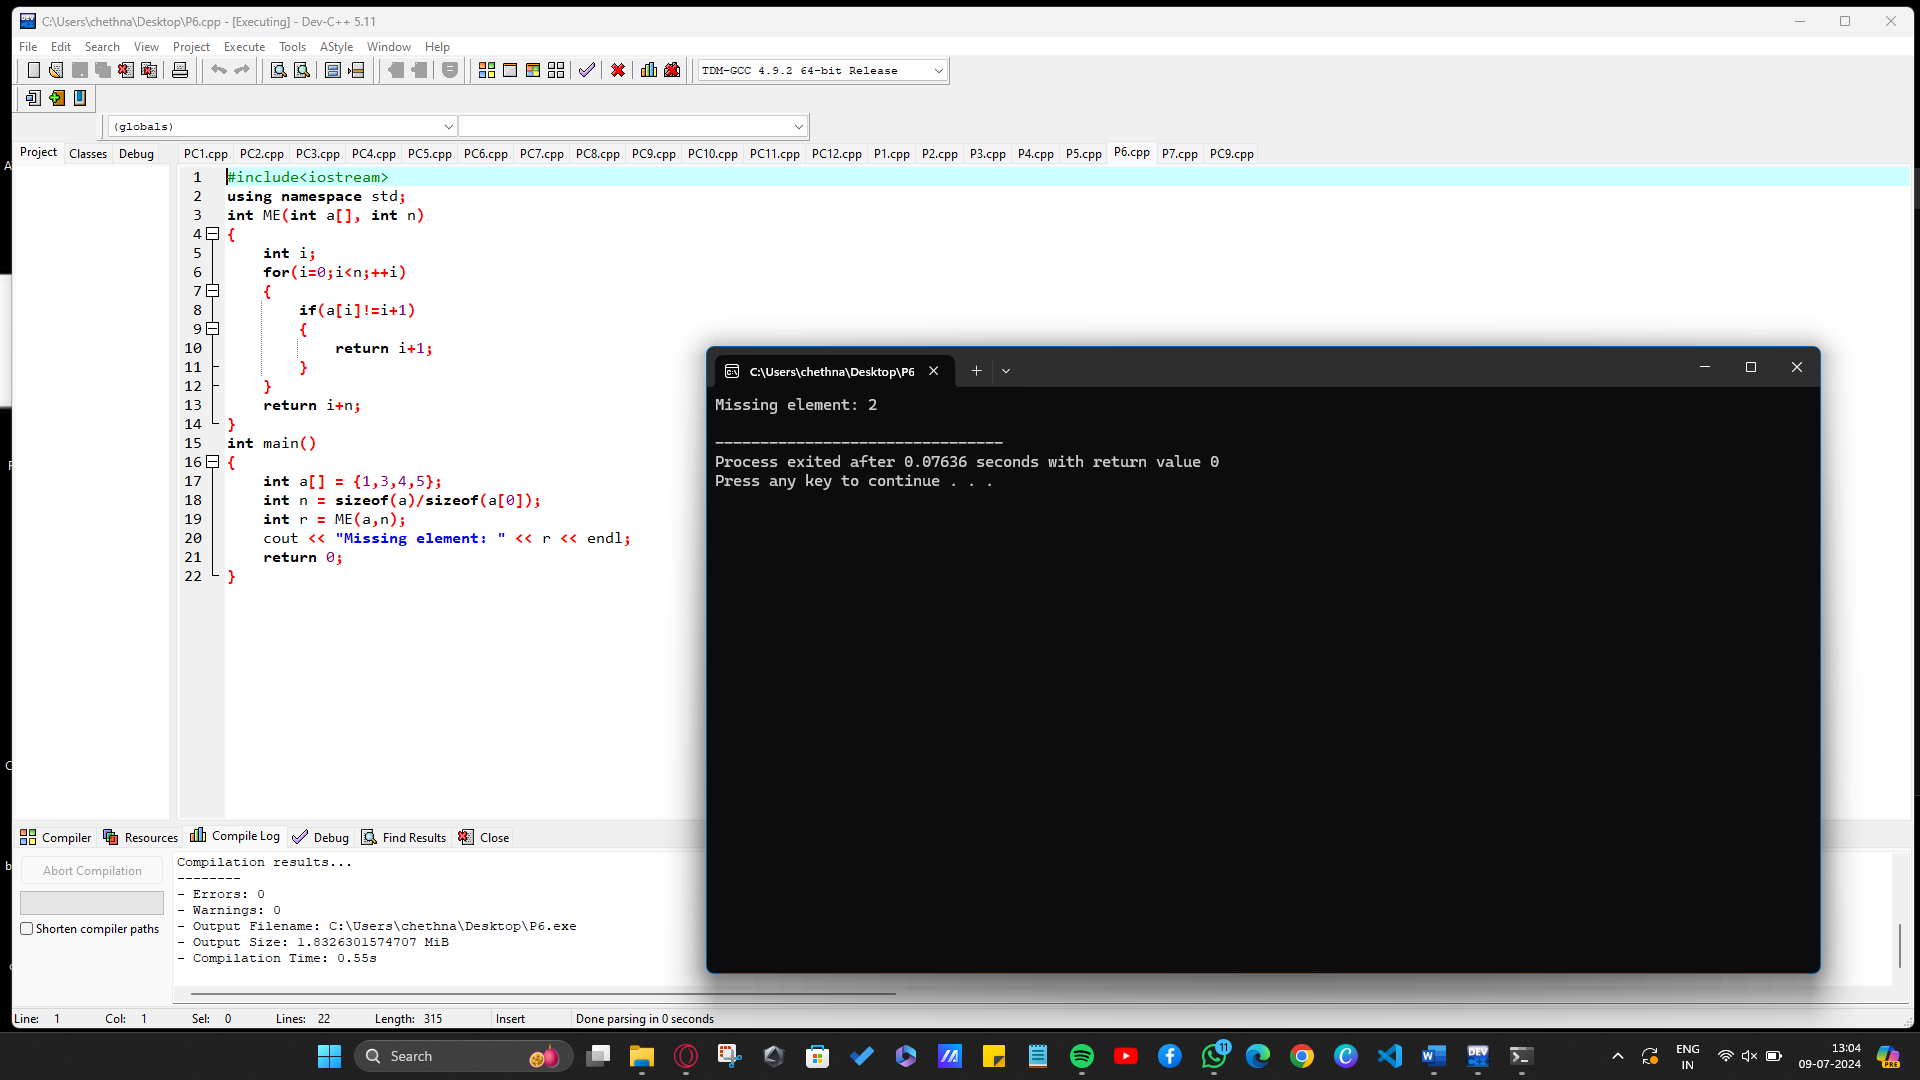 C:\Users\chethna\Desktop\P6.cpp - [Executing] - Dev-C++ 5.11
File Edit Search View Project Execute Tools AStyle Window Help
TDM-GCC 4.9.2 64-bit Release
(globals)
Project Classes Debug PC1.cpp PC2.cpp PC3.cpp PC4.cpp PC5.cpp PC6.cpp PC7.cpp PC8.cpp PC9.cpp PC10.cpp PC11.cpp PC12.cpp P1.cpp P2.cpp P3.cpp P4.cpp P5.cpp P6.cpp P7.cpp PC9.cpp
1 #include<iostream>
2 using namespace std;
3 int ME(int a[], int n)
4 {
5 int i;
6 for(i=0;i<n;++i)
7 {
8 if(a[i]!=i+1)
9 {
10 return i+1;
11 }
12 }
13 return i+n;
14 }
15 int main()
16 {
17 int a[] = {1,3,4,5};
18 int n = sizeof(a)/sizeof(a[0]);
19 int r = ME(a,n);
20 cout << "Missing element: " << r << endl;
21 return 0;
22 }
C:\Users\chethna\Desktop\P6
Missing element: 2
--------------------------------
Process exited after 0.07636 seconds with return value 0
Press any key to continue . . .
Compiler Resources Compile Log Debug Find Results Close
Abort Compilation
Shorten compiler paths
Compilation results...
--------
- Errors: 0
- Warnings: 0
- Output Filename: C:\Users\chethna\Desktop\P6.exe
- Output Size: 1.8326301574707 MiB
- Compilation Time: 0.55s
Line: 1 Col: 1 Sel: 0 Lines: 22 Length: 315 Insert Done parsing in 0 seconds
Search
11
DEV
ENG
IN
13:04
09-07-2024
PRE